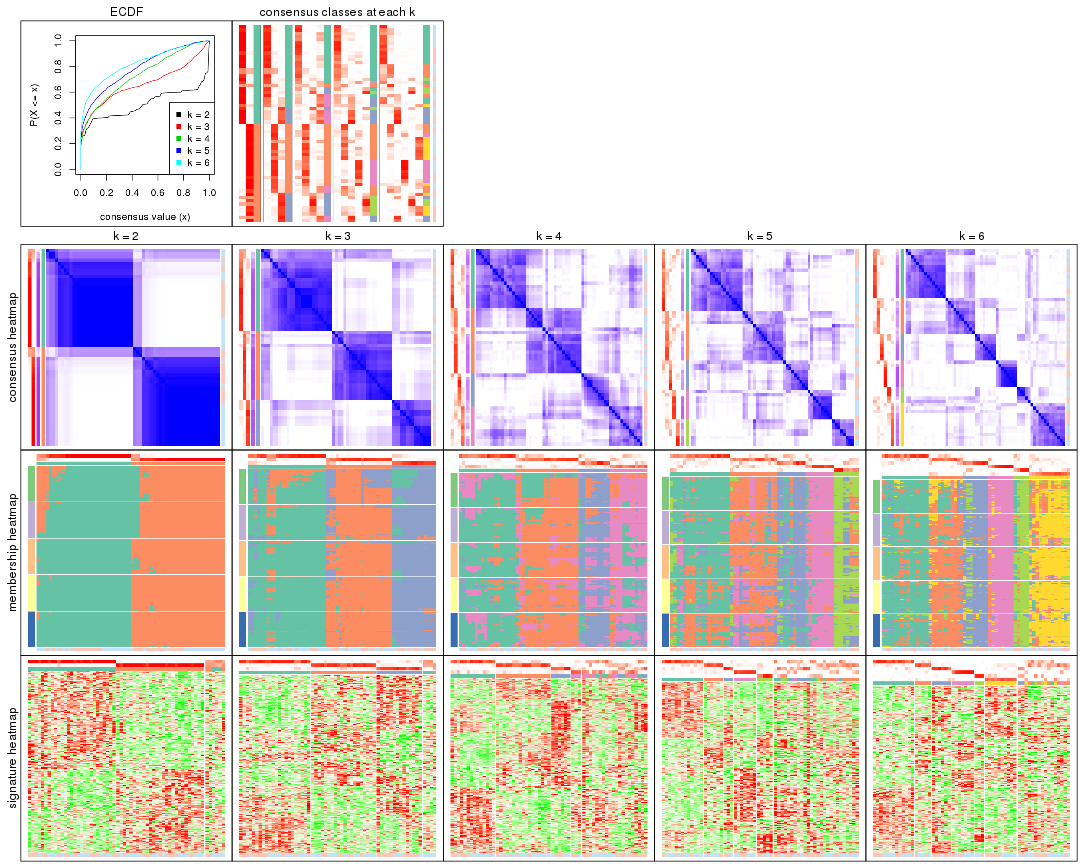 ECDF
consensus classes at each k
P(X <= x)
0.0 0.2 0.4 0.6 0.8 1.0
k = 2
k = 3
k = 4
k = 5
k = 6
0.0 0.2 0.4 0.6 0.8 1.0
consensus value (x)
k = 2
k = 3
k = 4
k = 5
k = 6
consensus heatmap
membership heatmap
signature heatmap